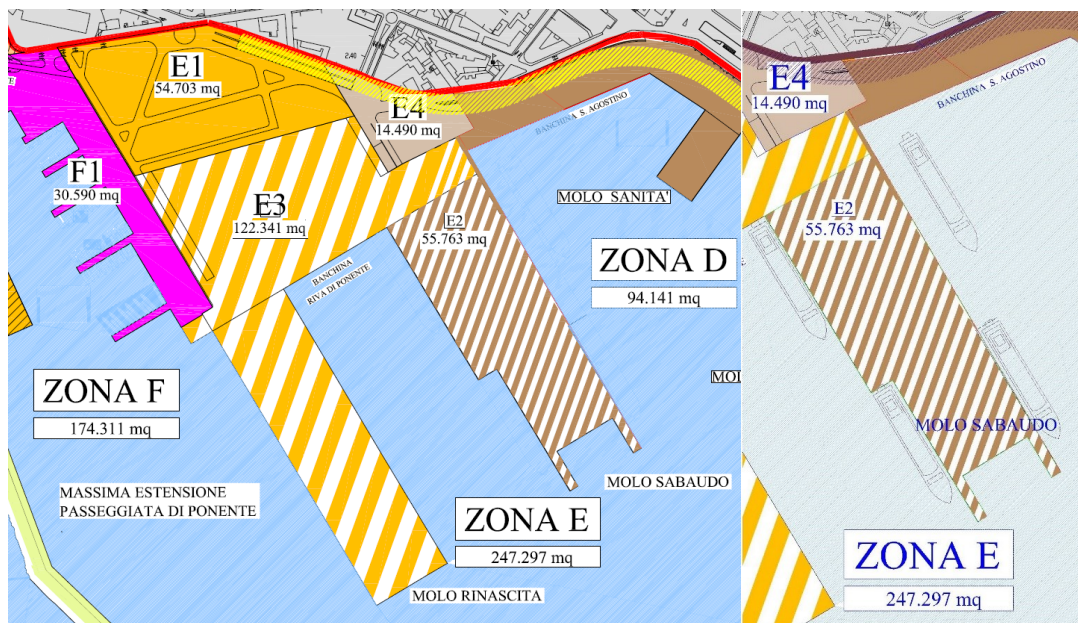 E1
54.703 mq
2.40
E4
14.490 mq
BANCHINA S. AGOSTINO
F1
30.590 mq
E3
122.341 mq
E2
55.763 mq
MOLO SANITA'
ZONA D
94.141 mq
BANCHINA
RIVA DI PONENTE
ZONA F
174.311 mq
MOL
MASSIMA ESTENSIONE
PASSEGGIATA DI PONENTE
MOLO SABAUDO
ZONA E
247.297 mq
MOLO RINASCITA
E4
14.490 mq
BANCHINA S. AGOSTINO
E2
55.763 mq
MOLO SABAUDO
ZONA E
247.297 mq